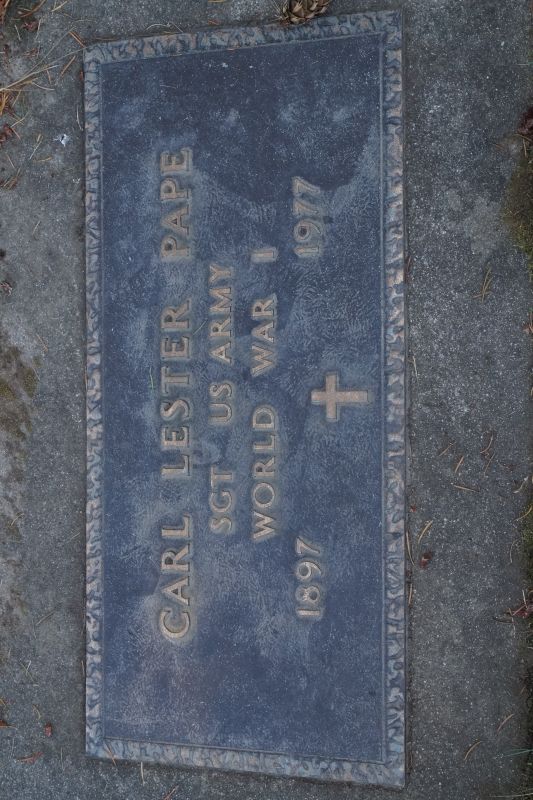 CARL LESTER PAPE
SGT US ARMY
WORLD WAR I
1897 1977